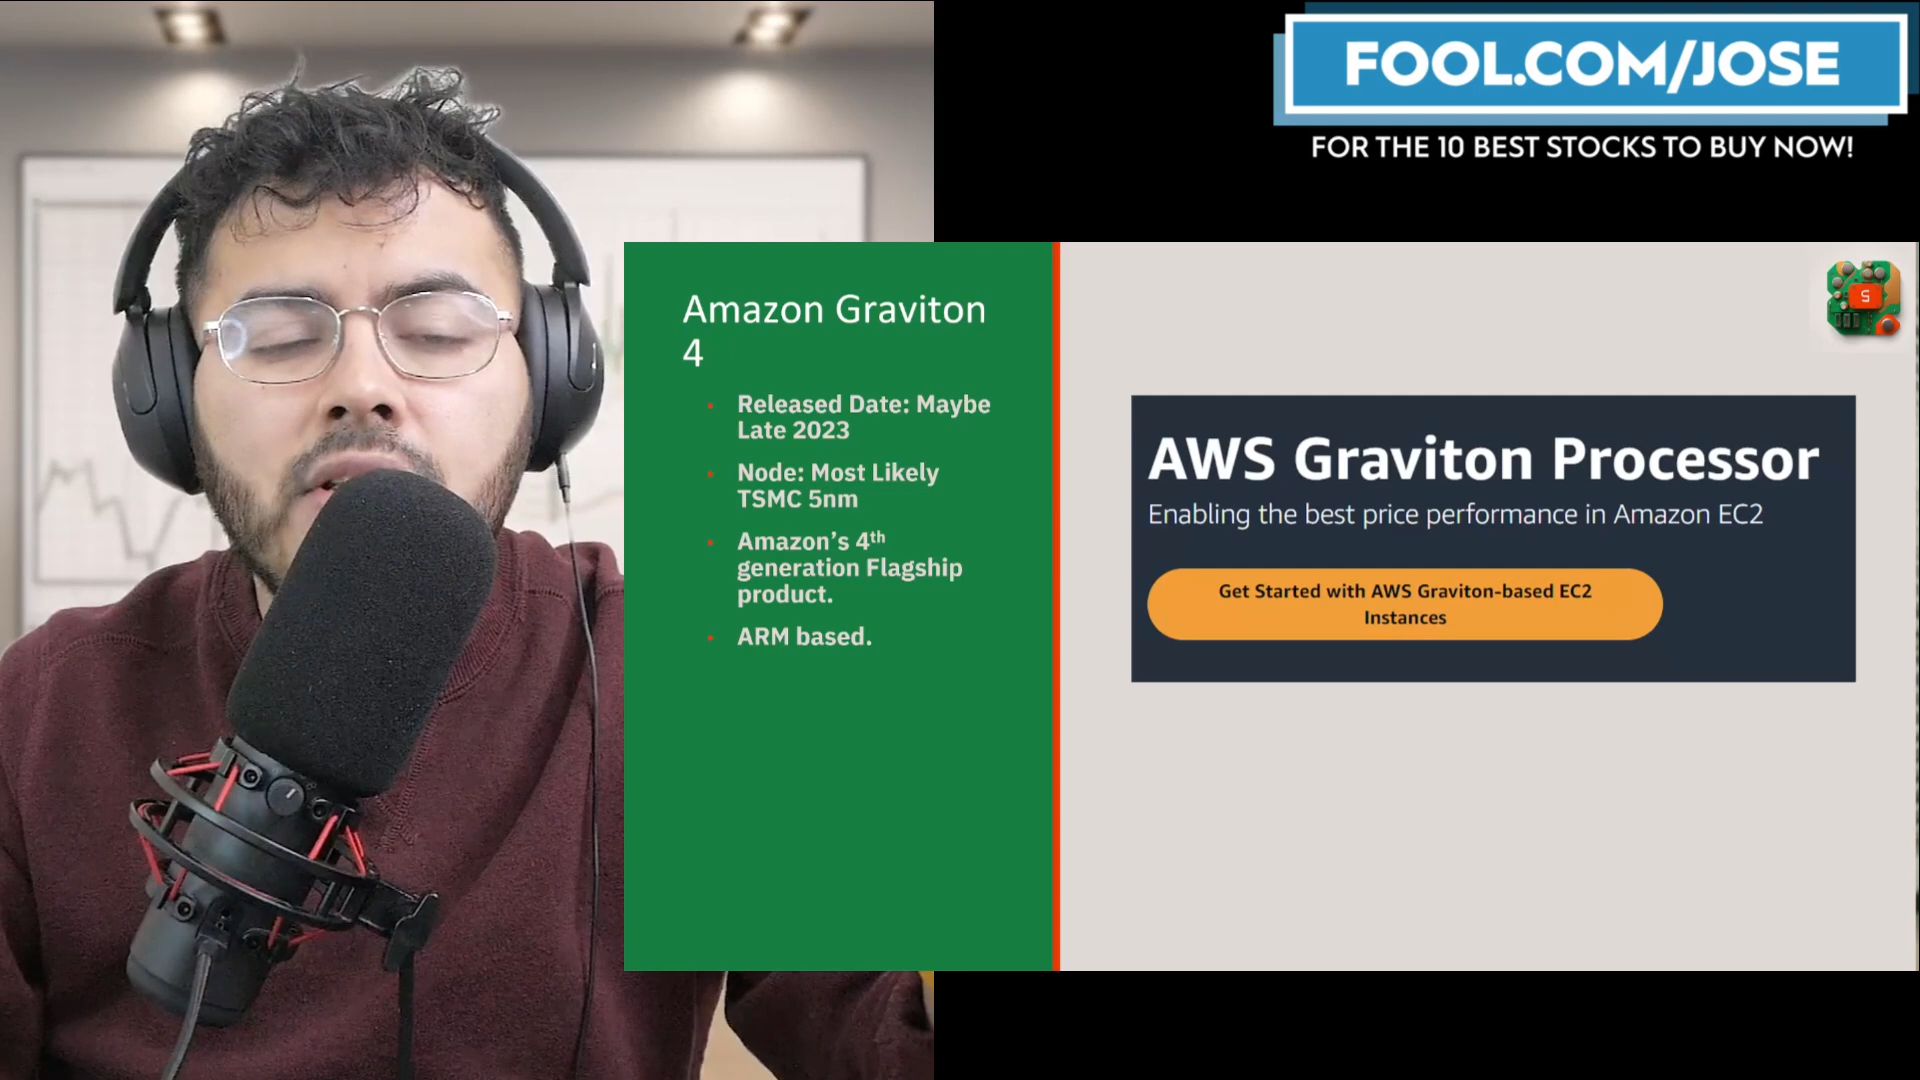 FOOL.COM/JOSE
FOR THE 10 BEST STOCKS TO BUY NOW!
Amazon Graviton
4
• Released Date: Maybe
Late 2023
• Node: Most Likely
TSMC 5nm
• Amazon’s 4th
generation Flagship
product.
• ARM based.
S
AWS Graviton Processor
Enabling the best price performance in Amazon EC2
Get Started with AWS Graviton-based EC2
Instances